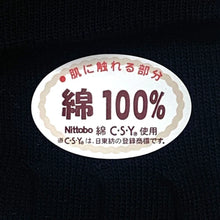 ●肌に触れる部分
綿 100%
Nittobo 綿 C・S・Y® 使用
※C・S・Y®は、日東紡の登録商標です。